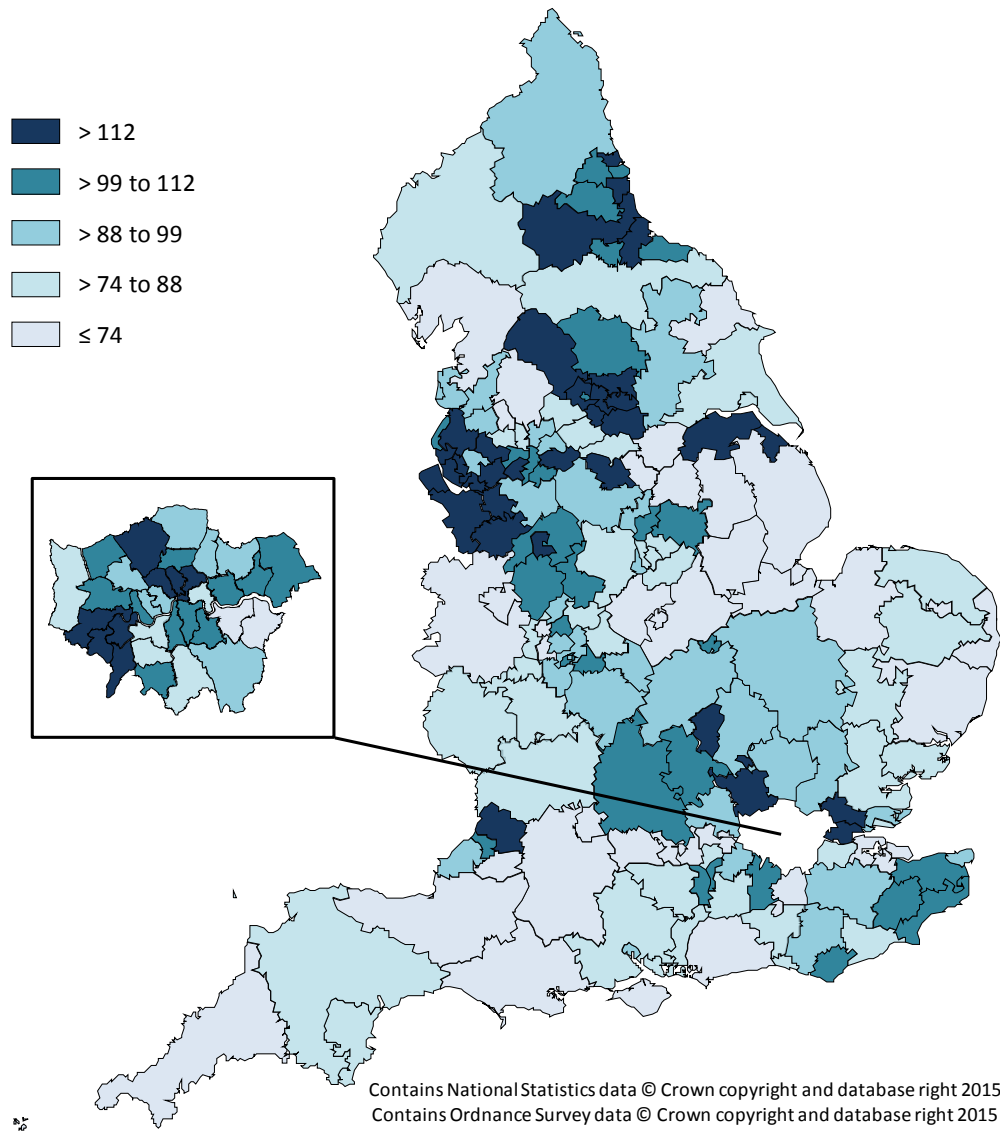 > 112
> 99 to 112
> 88 to 99
> 74 to 88
≤ 74
Contains National Statistics data © Crown copyright and database right 2015
Contains Ordnance Survey data © Crown copyright and database right 2015